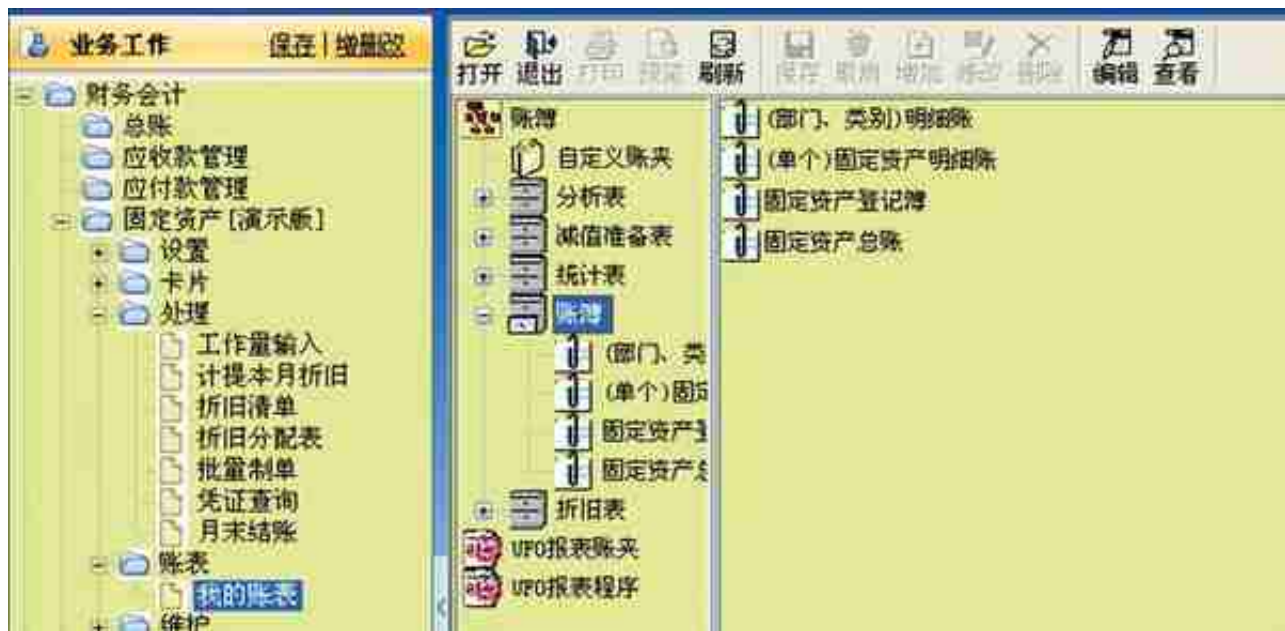 业务工作
保存|增删改
财务会计
总账
应收款管理
应付款管理
固定资产[演示版]
设置
卡片
处理
工作量输入
计提本月折旧
折旧清单
折旧分配表
批量制单
凭证查询
月末结账
账表
我的账表
维护
打开 退出 打印 预览 刷新 保存 取消 增加 修改 删除 编辑 查看
账簿
自定义账夹
分析表
减值准备表
统计表
账簿
(部门、类
(单个)固定
固定资产
固定资产
折旧表
UFO报表账夹
UFO报表程序
(部门、类别)明细账
(单个)固定资产明细账
固定资产登记簿
固定资产总账